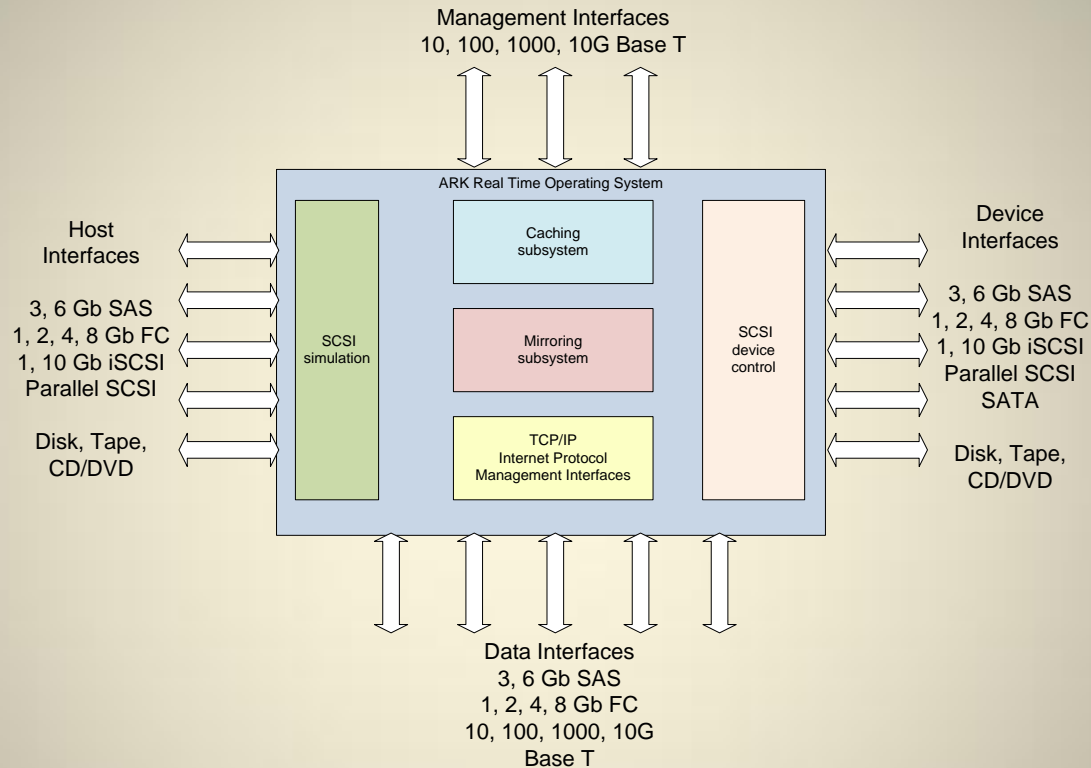 Management Interfaces
10, 100, 1000, 10G Base T
ARK Real Time Operating System
Host
Interfaces
3, 6 Gb SAS
1, 2, 4, 8 Gb FC
1, 10 Gb iSCSI
Parallel SCSI
Disk, Tape,
CD/DVD
SCSI
simulation
Caching
subsystem
Mirroring
subsystem
TCP/IP
Internet Protocol
Management Interfaces
SCSI
device
control
Device
Interfaces
3, 6 Gb SAS
1, 2, 4, 8 Gb FC
1, 10 Gb iSCSI
Parallel SCSI
SATA
Disk, Tape,
CD/DVD
Data Interfaces
3, 6 Gb SAS
1, 2, 4, 8 Gb FC
10, 100, 1000, 10G
Base T